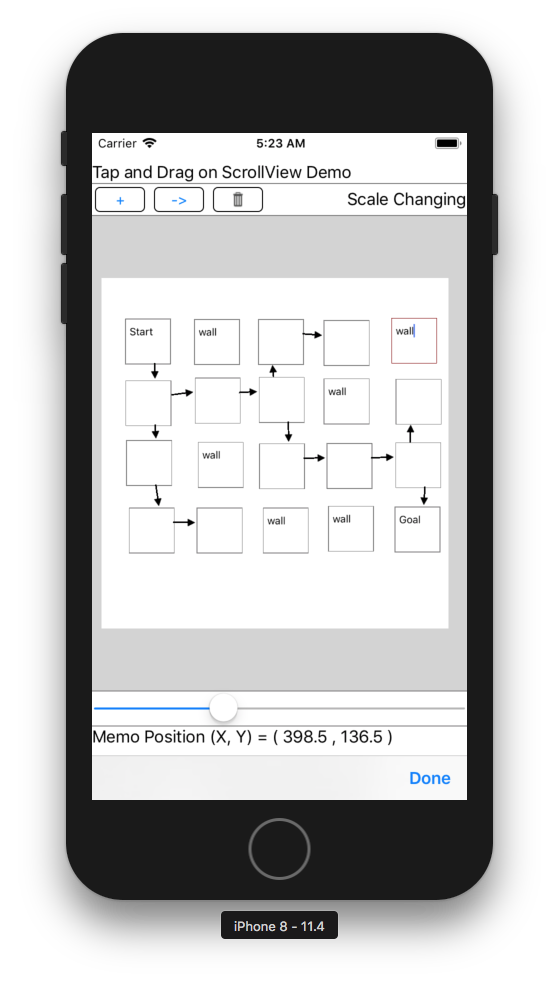 Carrier 5:23 AM
Tap and Drag on ScrollView Demo
+ -> Scale Changing
Start wall wall
wall
wall
wall wall Goal
Memo Position (X, Y) = ( 398.5 , 136.5 )
Done
iPhone 8 - 11.4